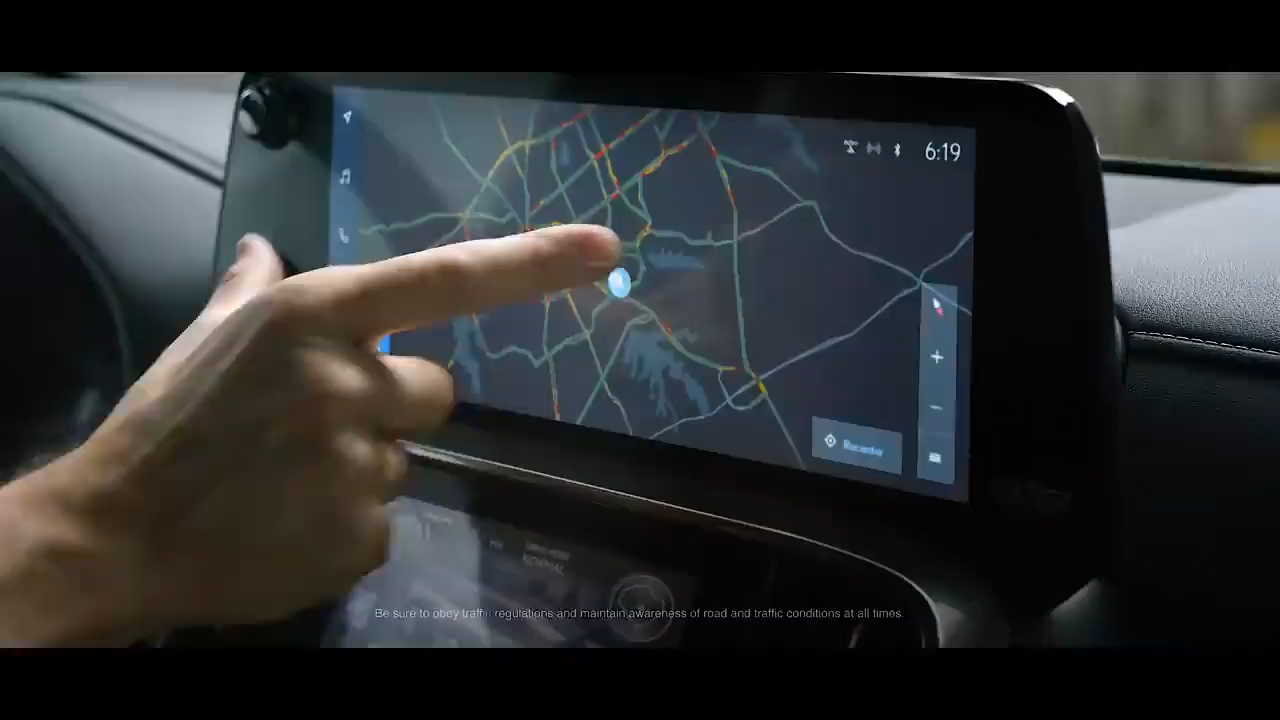 6:19
Recenter
Be sure to obey traffic regulations and maintain awareness of road and traffic conditions at all times.